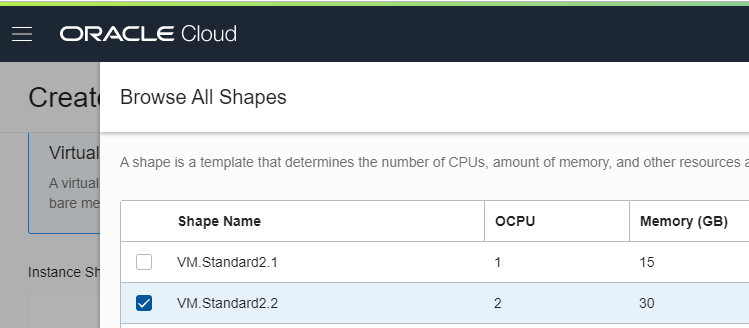 ORACLE Cloud
Create
Browse All Shapes
Virtual
A virtual
bare me
A shape is a template that determines the number of CPUs, amount of memory, and other resources a
Shape Name OCPU Memory (GB)
Instance Sh
VM.Standard2.1 1 15
VM.Standard2.2 2 30